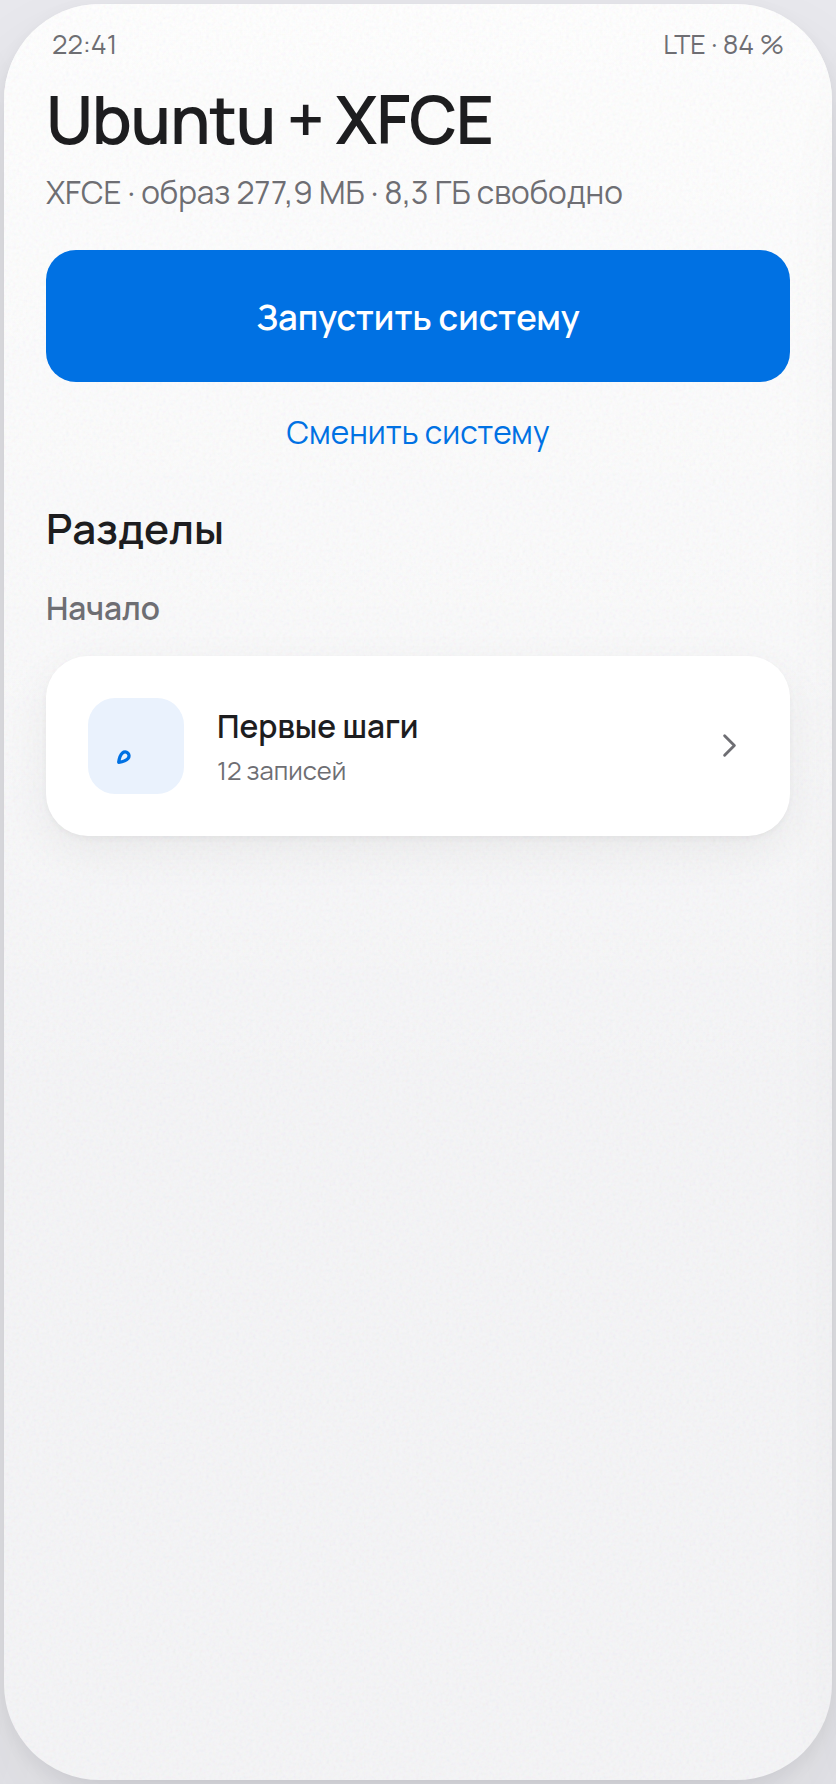 22:41
LTE · 84 %
Ubuntu + XFCE
XFCE · образ 277,9 МБ · 8,3 ГБ свободно
Запустить систему
Сменить систему
Разделы
Начало
Первые шаги
12 записей